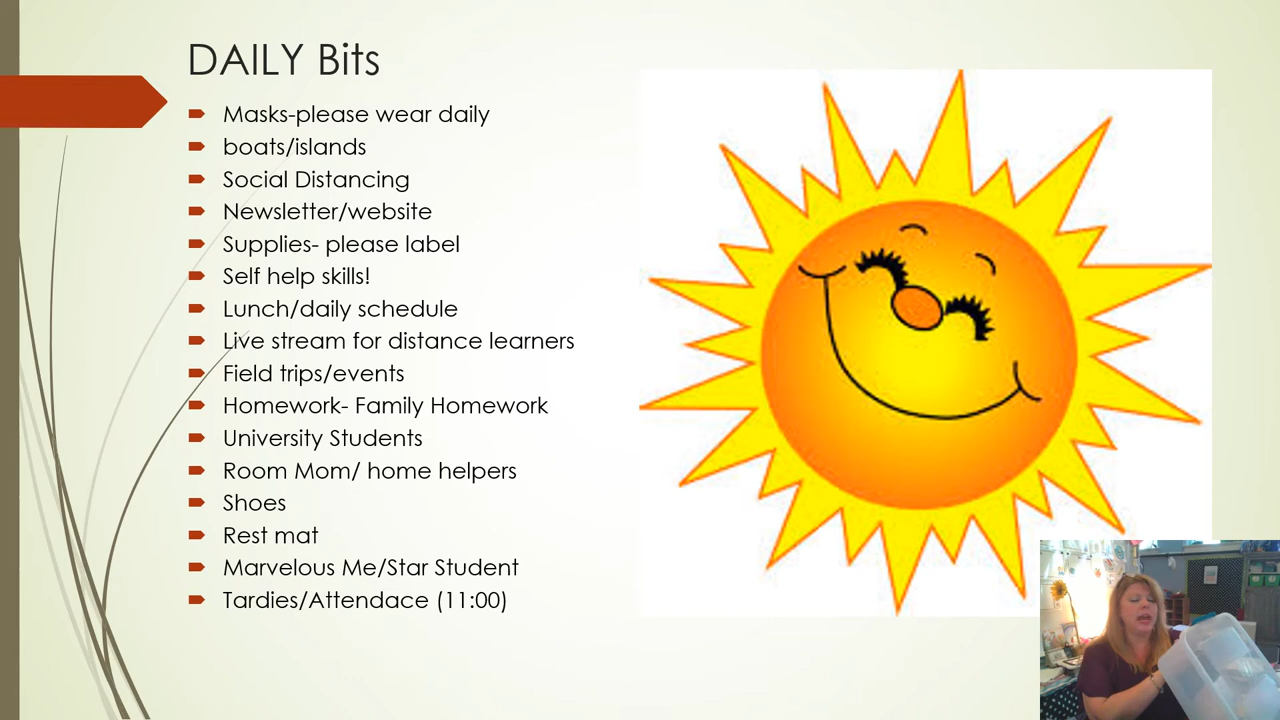 DAILY Bits
Masks-please wear daily
boats/islands
Social Distancing
Newsletter/website
Supplies- please label
Self help skills!
Lunch/daily schedule
Live stream for distance learners
Field trips/events
Homework- Family Homework
University Students
Room Mom/ home helpers
Shoes
Rest mat
Marvelous Me/Star Student
Tardies/Attendace (11:00)